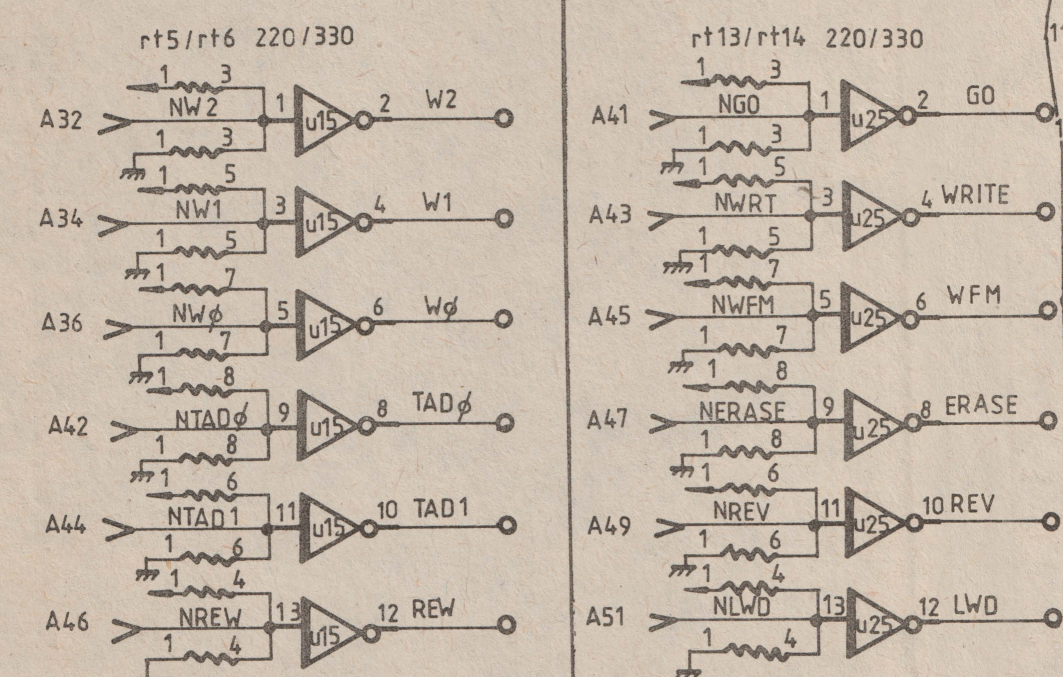 rt5/rt6 220/330
1 3
A32 NW2 1 u15 2 W2
1 3
1 5
A34 NW1 3 u15 4 W1
1 5
1 7
A36 NWø 5 u15 6 Wø
1 7
1 8
A42 NTADø 9 u15 8 TADø
1 8
1 6
A44 NTAD1 11 u15 10 TAD1
1 6
1 4
A46 NREW 13 u15 12 REW
1 4
rt13/rt14 220/330
1 3
A41 NGO 1 u25 2 GO
1 3
1 5
A43 NWRT 3 u25 4 WRITE
1 5
1 7
A45 NWFM 5 u25 6 WFM
1 7
1 8
A47 NERASE 9 u25 8 ERASE
1 8
1 6
A49 NREV 11 u25 10 REV
1 6
1 4
A51 NLWD 13 u25 12 LWD
1 4